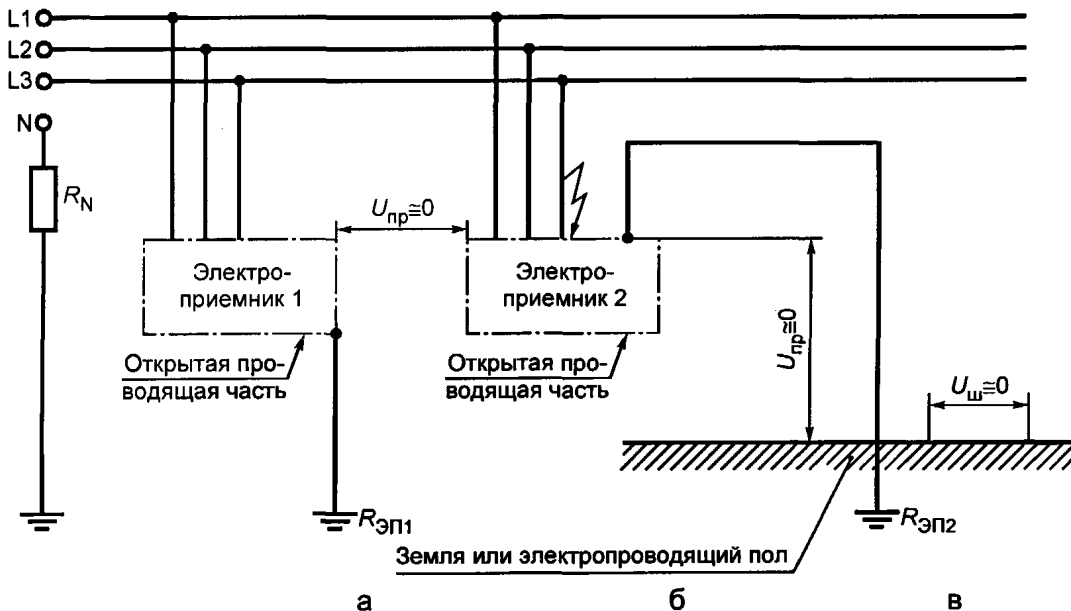 L1
L2
L3
N
R_N
U_пр≅0
Электро-
приемник 1
Электро-
приемник 2
Открытая про-
водящая часть
Открытая про-
водящая часть
U_пр≅0
U_ш≅0
R_ЭП1
R_ЭП2
Земля или электропроводящий пол
а
б
в